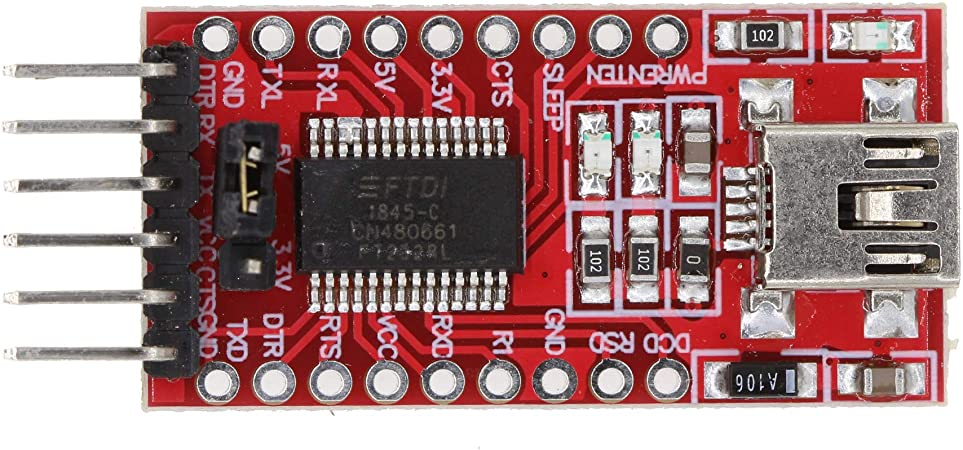 GND
TXL
RXL
5V
3.3V
CTS
SLEEP
PWRENTEN
102
DTR
RX
TX
VCC
CTS
GND
5V
3.3V
FTDI
1845-C
CN480661
102
102
0
TXD
DTR
RTS
VCC
RXD
RI
GND
RSD
DCD
A106